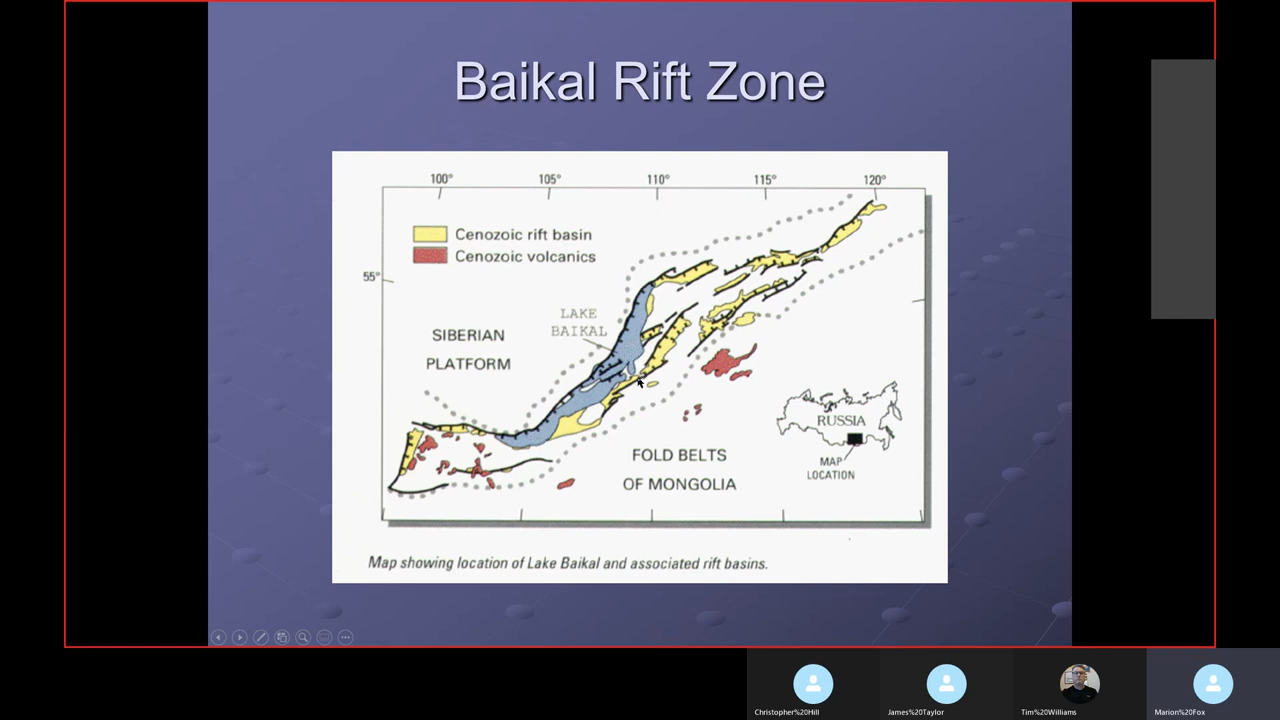 Baikal Rift Zone
100° 105° 110° 115° 120°
Cenozoic rift basin
Cenozoic volcanics
55°
LAKE
BAIKAL
SIBERIAN
PLATFORM
RUSSIA
MAP
LOCATION
FOLD BELTS
OF MONGOLIA
Map showing location of Lake Baikal and associated rift basins.
Christopher%20Hill
James%20Taylor
Tim%20Williams
Marion%20Fox